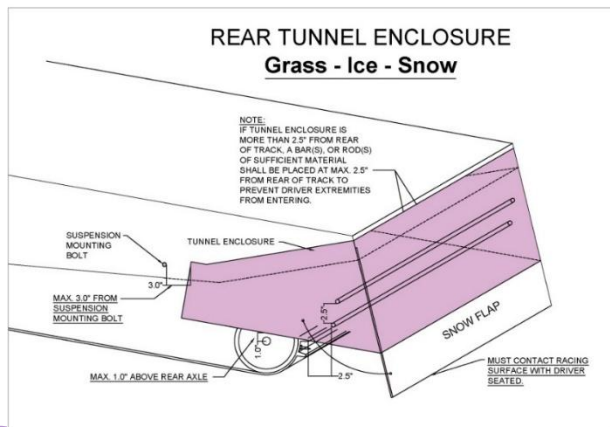 REAR TUNNEL ENCLOSURE
Grass - Ice - Snow
NOTE:
IF TUNNEL ENCLOSURE IS
MORE THAN 2.5" FROM REAR
OF TRACK, A BAR(S), OR ROD(S)
OF SUFFICIENT MATERIAL
SHALL BE PLACED AT MAX. 2.5"
FROM REAR OF TRACK TO
PREVENT DRIVER EXTREMITIES
FROM ENTERING.
SUSPENSION
MOUNTING
BOLT
TUNNEL ENCLOSURE
3.0"
MAX. 3.0" FROM
SUSPENSION
MOUNTING BOLT
2.5"
1.0"
SNOW FLAP
2.5"
MAX. 1.0" ABOVE REAR AXLE
MUST CONTACT RACING
SURFACE WITH DRIVER
SEATED.